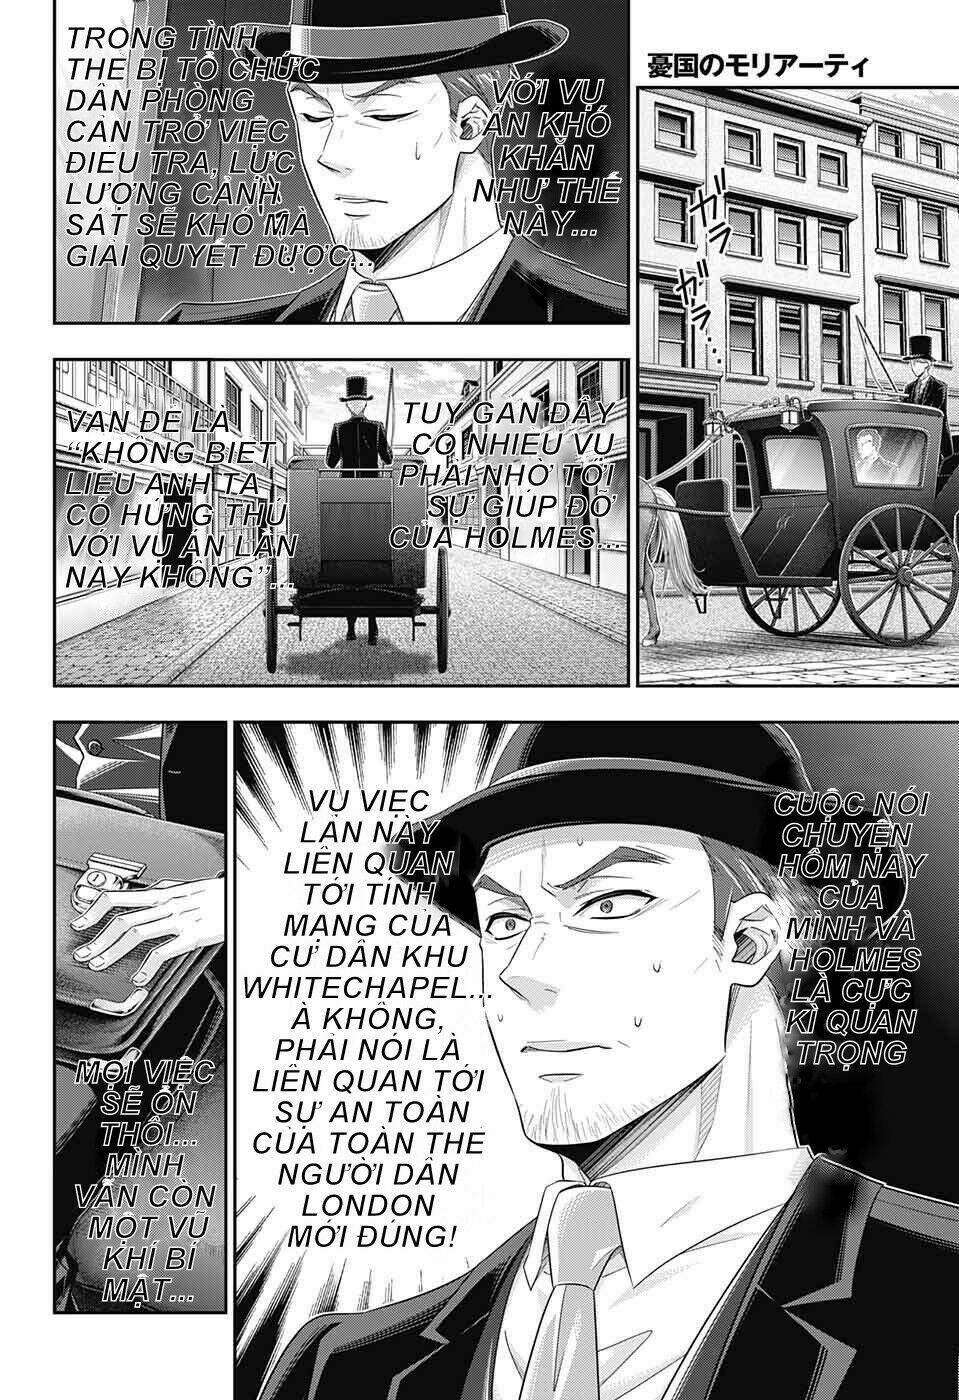 憂国のモリアーティ
ガラガラ...
VỚI VỤ
ÁN KHÓ
KHĂN
NHƯ THẾ
NÀY...
TRONG TÌNH
THẾ BỊ TỔ CHỨC
DÂN PHÒNG
CẢN TRỞ VIỆC
ĐIỀU TRA, LỰC
LƯỢNG CẢNH
SÁT SẼ KHÓ MÀ
GIẢI QUYẾT ĐƯỢC...
TUY GẦN ĐÂY
CÓ NHIỀU VỤ
PHẢI NHỜ TỚI
SỰ GIÚP ĐỠ
CỦA HOLMES...
VẤN ĐỀ LÀ
“KHÔNG BIẾT
LIỆU ANH TA
CÓ HỨNG THÚ
VỚI VỤ ÁN LẦN
NÀY KHÔNG”...
CUỘC NÓI
CHUYỆN
HÔM NAY
CỦA
MÌNH VÀ
HOLMES
LÀ CỰC
KÌ QUAN
TRỌNG
VỤ VIỆC
LẦN NÀY
LIÊN QUAN
TỚI TÍNH
MẠNG CỦA
CƯ DÂN KHU
WHITECHAPEL...
À KHÔNG,
PHẢI NÓI LÀ
LIÊN QUAN TỚI
SỰ AN TOÀN
CỦA TOÀN THỂ
NGƯỜI DÂN
LONDON
MỚI ĐÚNG!
MỌI VIỆC
SẼ ỔN
THÔI...
MÌNH
VẪN CÒN
MỘT VŨ
KHÍ BÍ
MẬT...